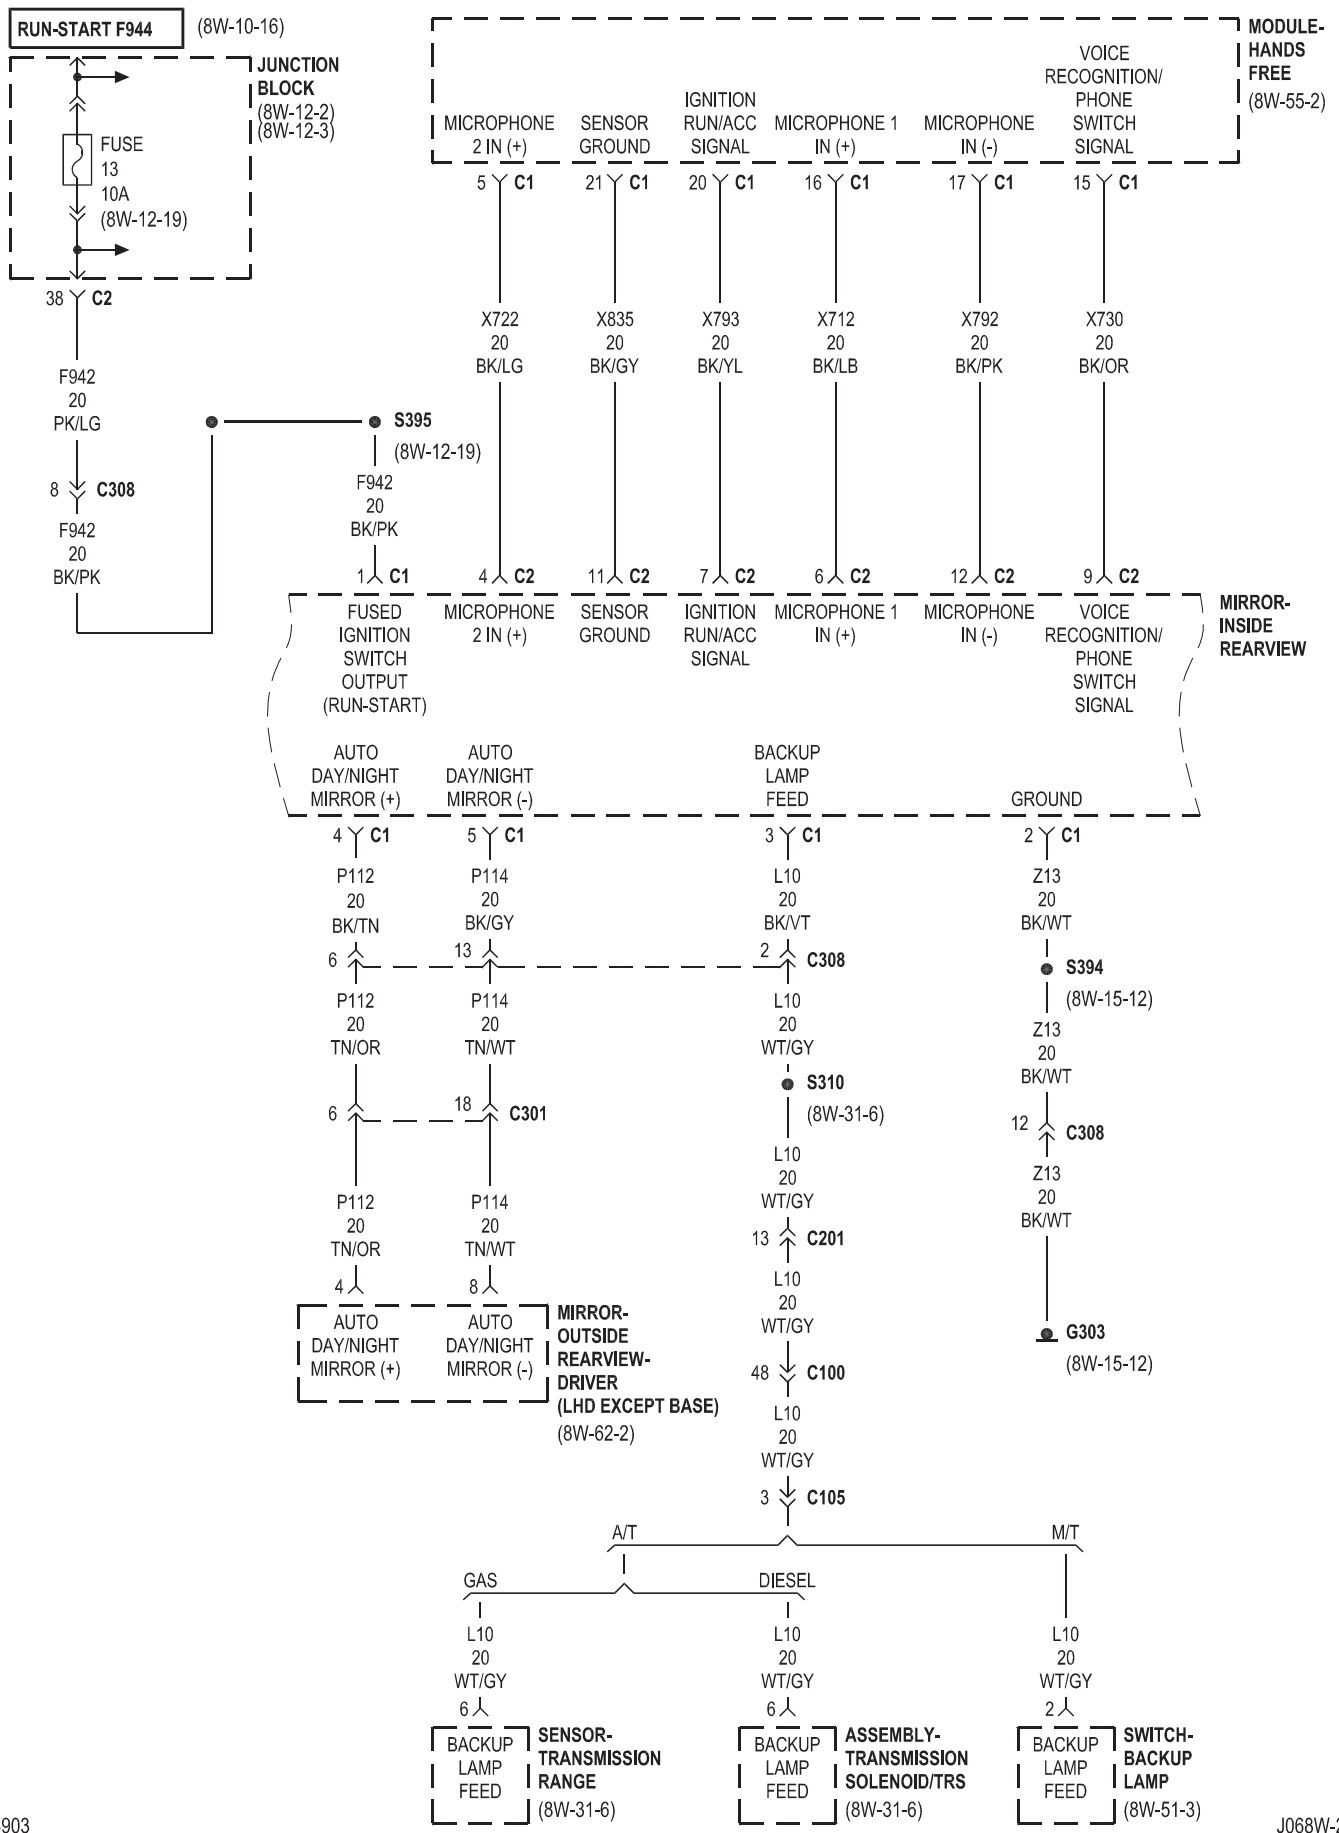 RUN-START F944 (8W-10-16)
JUNCTION
BLOCK
(8W-12-2)
(8W-12-3)
FUSE
13
10A
(8W-12-19)
38 C2
F942
20
PK/LG
8 C308
F942
20
BK/PK
S395
(8W-12-19)
F942
20
BK/PK
1 C1
MODULE-
HANDS
FREE
(8W-55-2)
MICROPHONE
2 IN (+)
SENSOR
GROUND
IGNITION
RUN/ACC
SIGNAL
MICROPHONE 1
IN (+)
MICROPHONE
IN (-)
VOICE
RECOGNITION/
PHONE
SWITCH
SIGNAL
5 C1 21 C1 20 C1 16 C1 17 C1 15 C1
X722 X835 X793 X712 X792 X730
20 20 20 20 20 20
BK/LG BK/GY BK/YL BK/LB BK/PK BK/OR
4 C2 11 C2 7 C2 6 C2 12 C2 9 C2
MIRROR-
INSIDE
REARVIEW
FUSED
IGNITION
SWITCH
OUTPUT
(RUN-START)
MICROPHONE
2 IN (+)
SENSOR
GROUND
IGNITION
RUN/ACC
SIGNAL
MICROPHONE 1
IN (+)
MICROPHONE
IN (-)
VOICE
RECOGNITION/
PHONE
SWITCH
SIGNAL
AUTO
DAY/NIGHT
MIRROR (+)
AUTO
DAY/NIGHT
MIRROR (-)
BACKUP
LAMP
FEED
GROUND
4 C1 5 C1 3 C1 2 C1
P112 P114 L10 Z13
20 20 20 20
BK/TN BK/GY BK/VT BK/WT
6 13 2 C308
S394
(8W-15-12)
P112 P114 L10
20 20 20
TN/OR TN/WT WT/GY
Z13
20
BK/WT
S310
(8W-31-6)
6 18 C301
12 C308
L10
20
WT/GY
Z13
20
BK/WT
P112 P114
20 20
TN/OR TN/WT
13 C201
4 8
L10
20
WT/GY
MIRROR-
OUTSIDE
REARVIEW-
DRIVER
(LHD EXCEPT BASE)
(8W-62-2)
AUTO
DAY/NIGHT
MIRROR (+)
AUTO
DAY/NIGHT
MIRROR (-)
G303
(8W-15-12)
48 C100
L10
20
WT/GY
3 C105
A/T M/T
GAS DIESEL
L10 L10 L10
20 20 20
WT/GY WT/GY WT/GY
6 6 2
BACKUP
LAMP
FEED
SENSOR-
TRANSMISSION
RANGE
(8W-31-6)
BACKUP
LAMP
FEED
ASSEMBLY-
TRANSMISSION
SOLENOID/TRS
(8W-31-6)
BACKUP
LAMP
FEED
SWITCH-
BACKUP
LAMP
(8W-51-3)
903